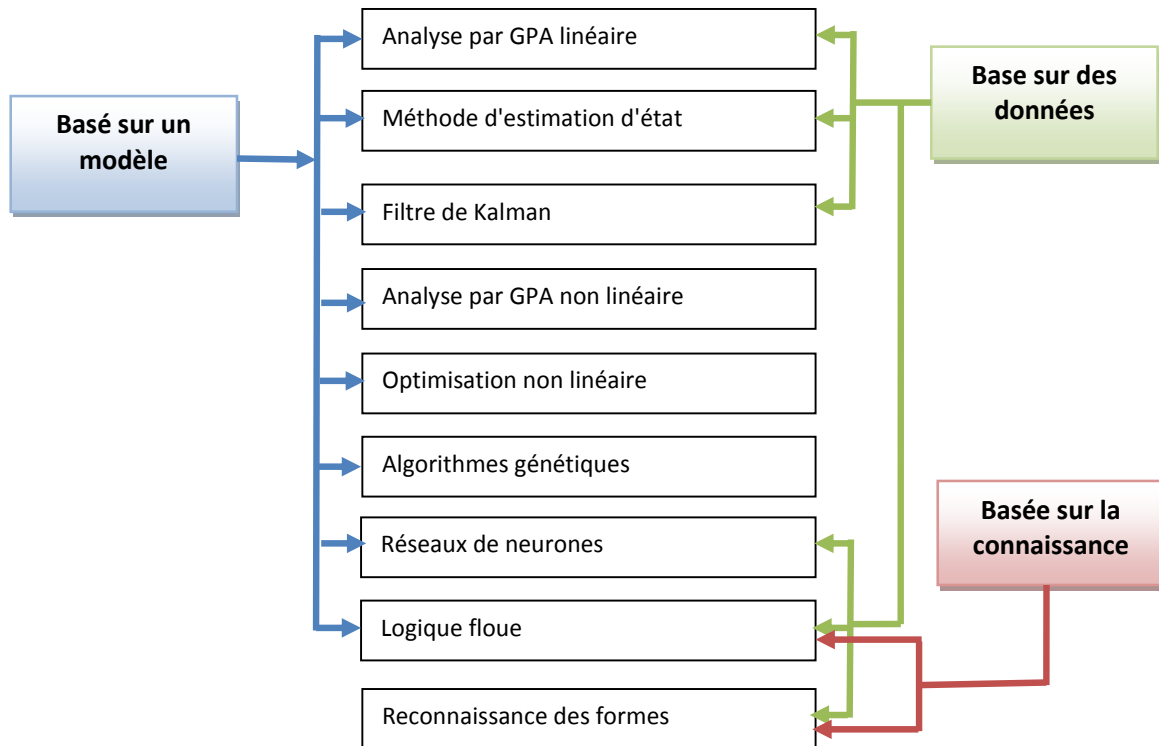 Analyse par GPA linéaire
Base sur des
données
Basé sur un
modèle
Méthode d'estimation d'état
Filtre de Kalman
Analyse par GPA non linéaire
Optimisation non linéaire
Algorithmes génétiques
Basée sur la
connaissance
Réseaux de neurones
Logique floue
Reconnaissance des formes